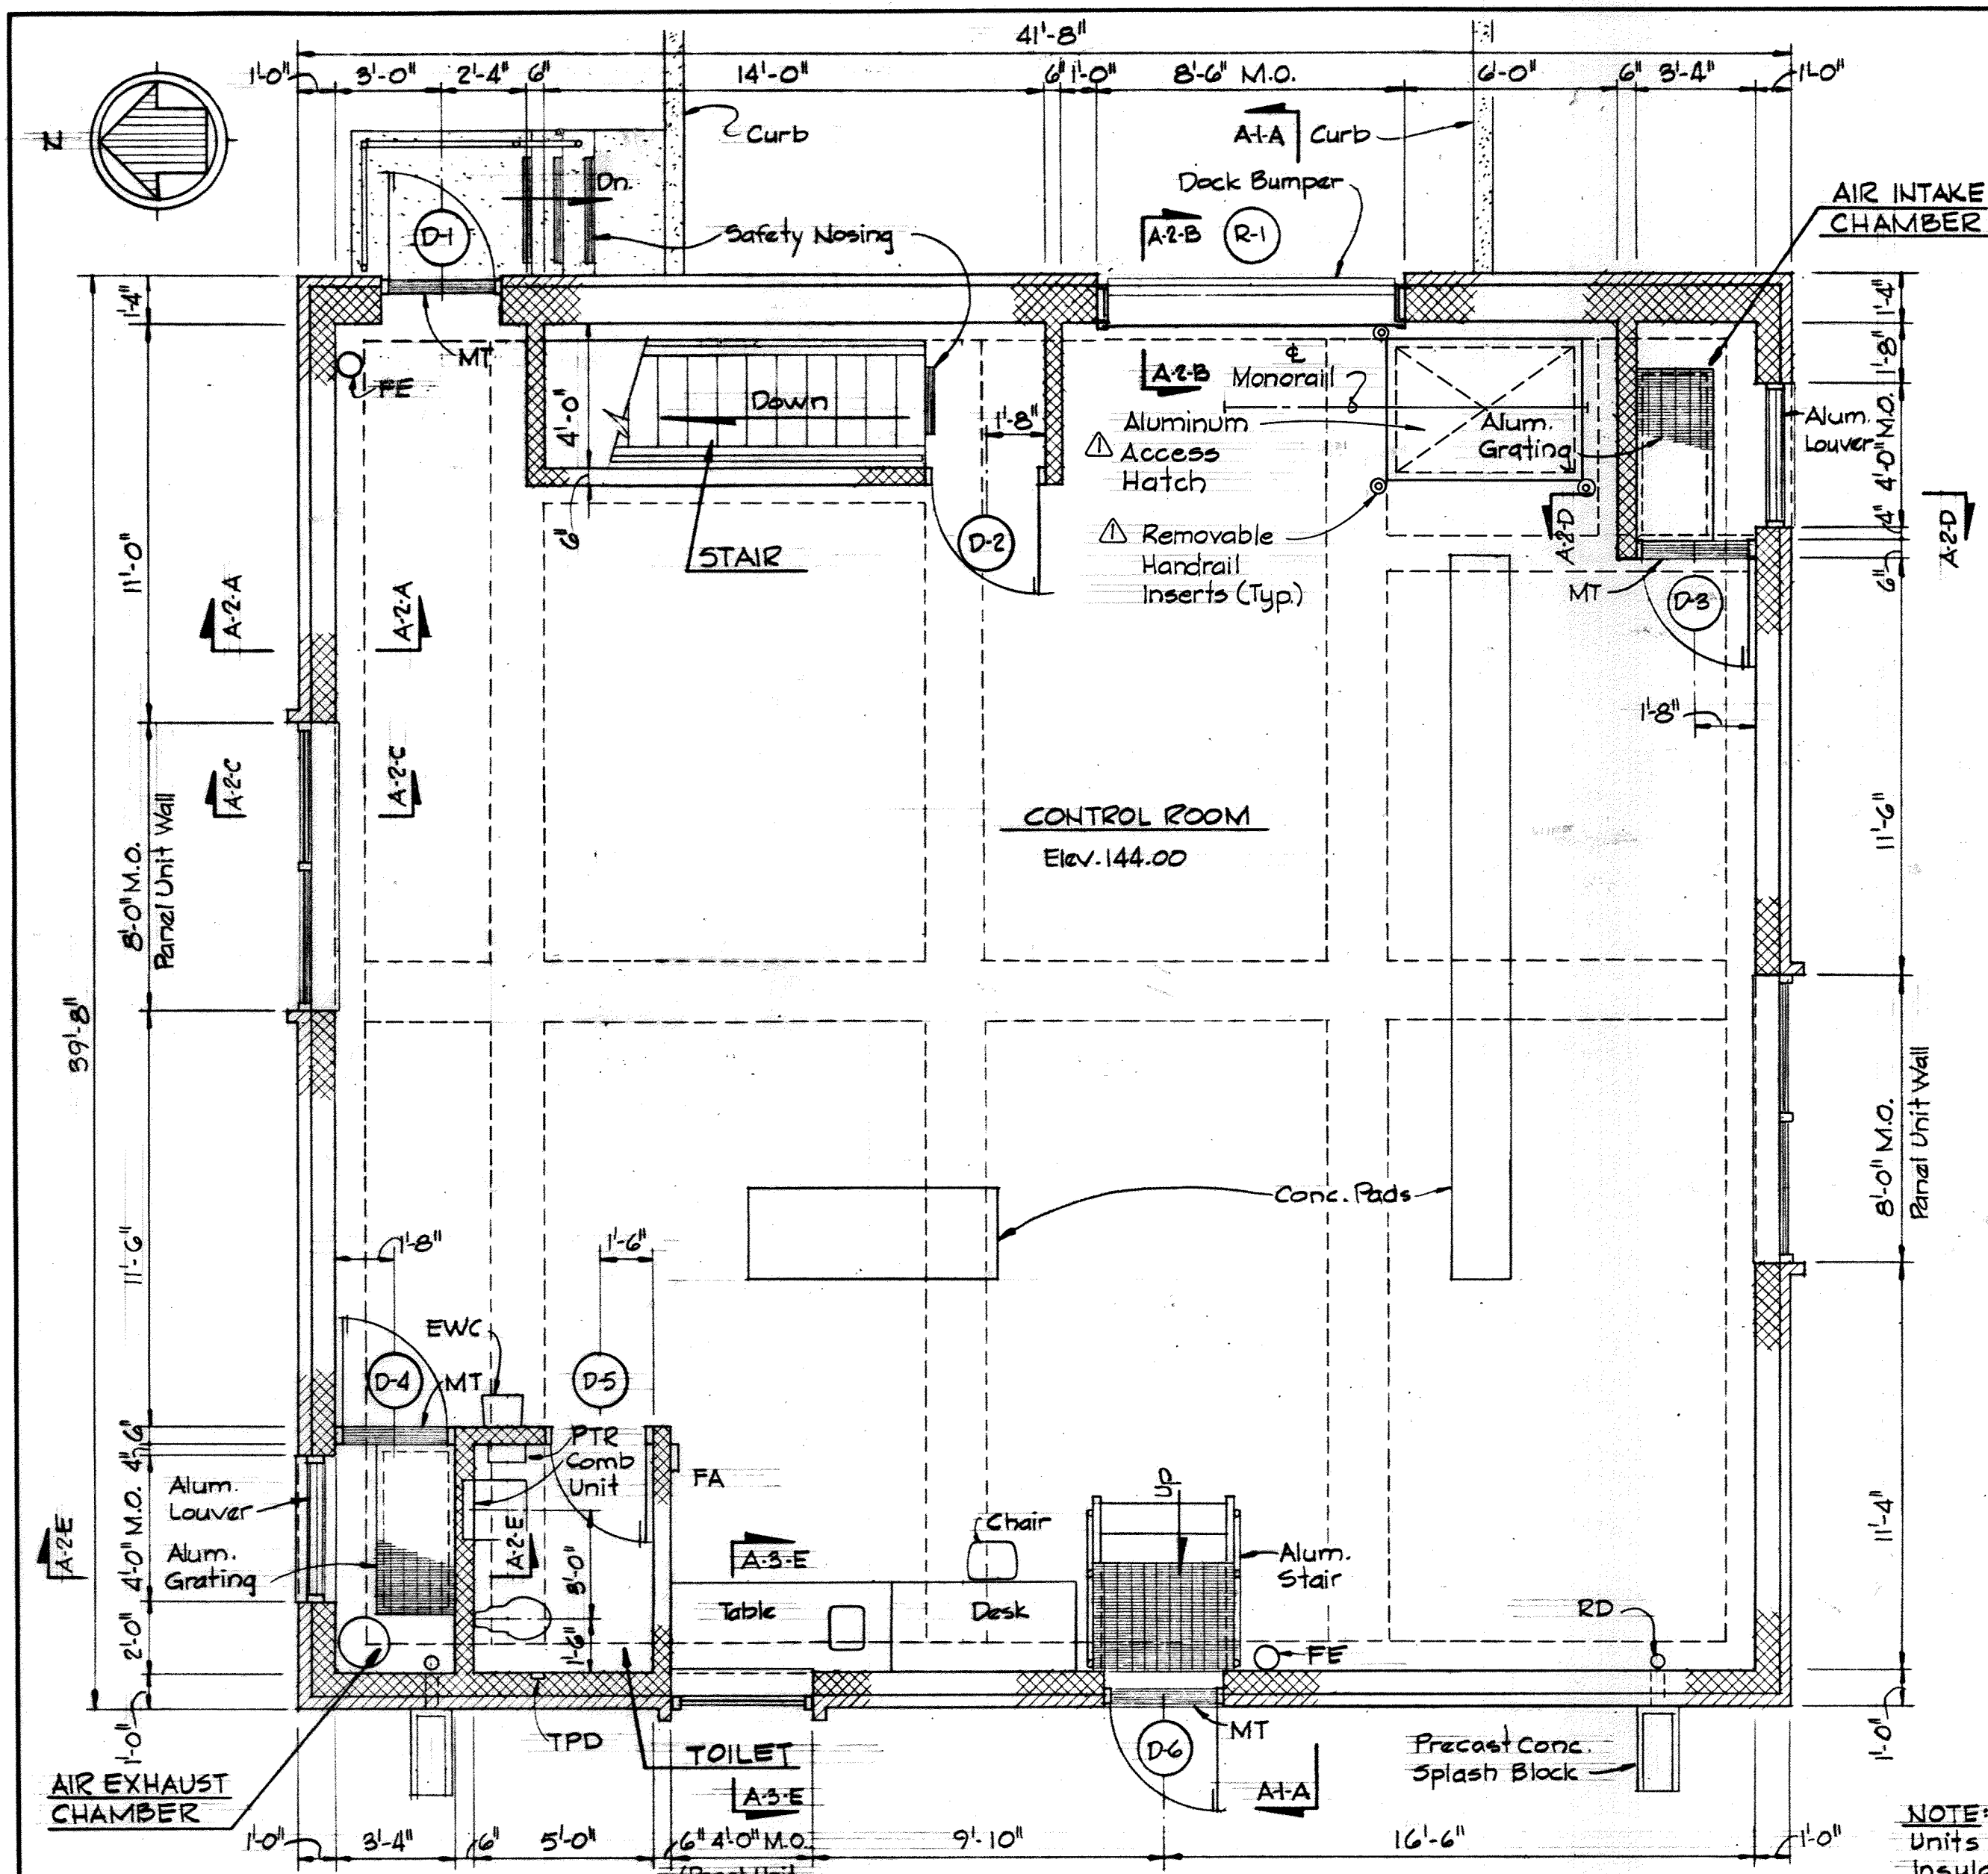 41'-8"
1'-0" 3'-0" 2'-4" 6" 14'-0" 6" 1'-0" 8'-6" M.O. 6'-0" 6" 3'-4" 1'-0"
N
Curb
A-1-A
Curb
Dn.
Dock Bumper
D-1
Safety Nosing
A-2-B
R-1
AIR INTAKE
CHAMBER
1'-4"
1'-4"
MT
FE
Down
4'-0"
1'-8"
6"
STAIR
D-2
A-2-B
℄
Monorail
Aluminum
1 Access
Hatch
Alum.
Grating
1 Removable
Handrail
Inserts (Typ.)
A-2-D
MT
D-3
1'-8"
1'-8"
4'-0" M.O.
Alum.
Louver
4"
6"
A-2-D
11'-0"
A-2-A
A-2-A
A-2-C
A-2-C
8'-0" M.O.
Panel Unit Wall
CONTROL ROOM
Elev. 144.00
11'-6"
39'-8"
8'-0" M.O.
Panel Unit Wall
Conc. Pads
11'-6"
1'-8"
1'-6"
EWC
D-4
MT
D-5
PTR
Comb
Unit
FA
6"
4"
4'-0" M.O.
Alum.
Louver
Alum.
Grating
A-2-E
A-2-E
3'-0"
1'-6"
A-3-E
Chair
Table
Desk
UP
Alum.
Stair
FE
RD
11'-4"
2'-0"
1'-0"
1'-0"
TPD
TOILET
D-6
MT
Precast Conc.
Splash Block
AIR EXHAUST
CHAMBER
A-3-E
A-1-A
1'-0" 3'-4" 6" 5'-0" 6" 4'-0" M.O. 9'-10" 16'-6" 1'-0"
NOTE:
Units